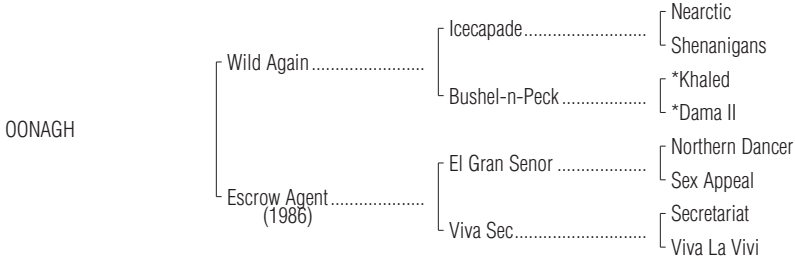 Nearctic
Icecapade
Shenanigans
Wild Again
*Khaled
Bushel-n-Peck
*Dama II
OONAGH
Northern Dancer
El Gran Senor
Sex Appeal
Escrow Agent
(1986)
Secretariat
Viva Sec
Viva La Vivi